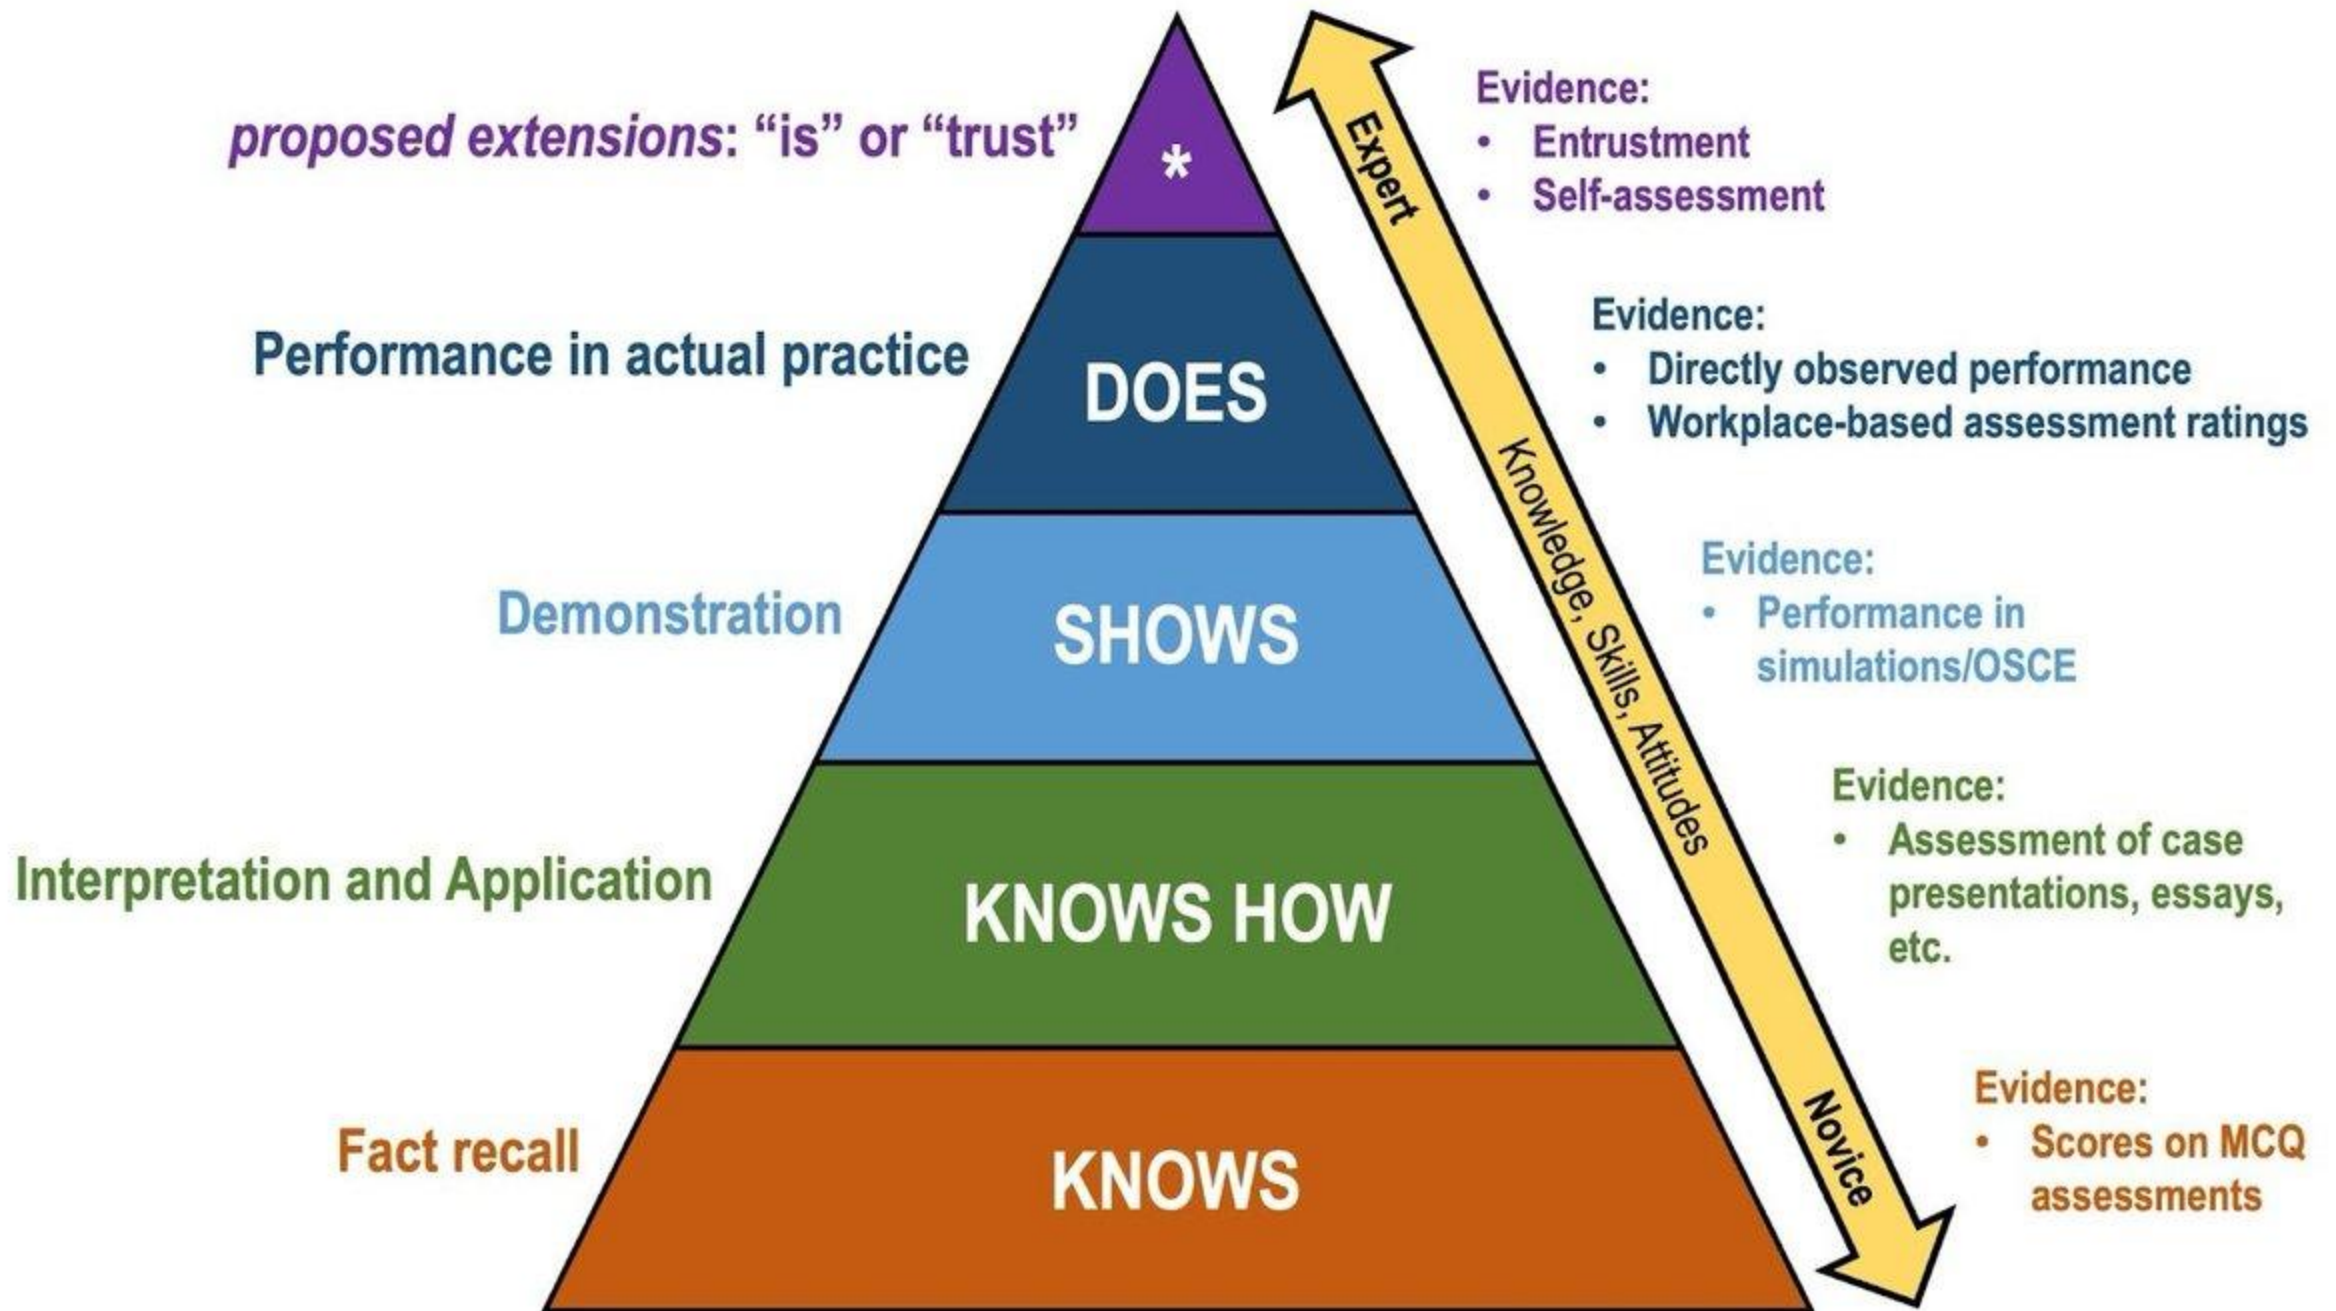 proposed extensions: “is” or “trust”
*
Expert
Evidence:
• Entrustment
• Self-assessment
Performance in actual practice
DOES
Evidence:
• Directly observed performance
• Workplace-based assessment ratings
Knowledge, Skills, Attitudes
Demonstration
SHOWS
Evidence:
• Performance in
simulations/OSCE
Interpretation and Application
KNOWS HOW
Evidence:
• Assessment of case
presentations, essays,
etc.
Fact recall
KNOWS
Novice
Evidence:
• Scores on MCQ
assessments